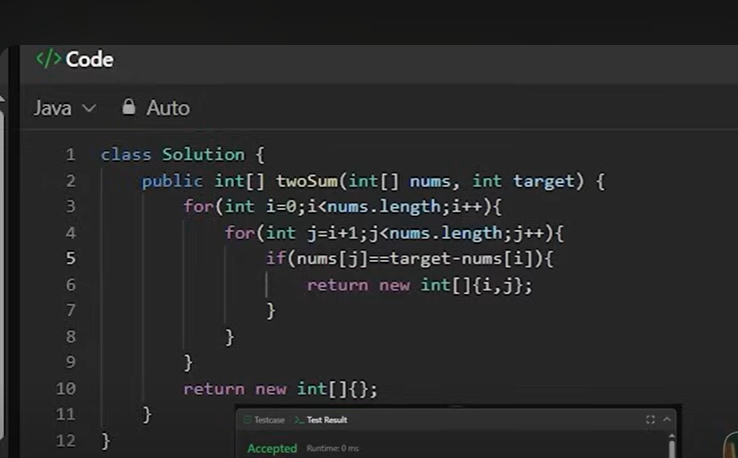 </> Code
Java Auto
1 class Solution {
2 public int[] twoSum(int[] nums, int target) {
3 for(int i=0;i<nums.length;i++){
4 for(int j=i+1;j<nums.length;j++){
5 if(nums[j]==target-nums[i]){
6 return new int[]{i,j};
7 }
8 }
9 }
10 return new int[]{};
11 }
12 }
Testcase >_ Test Result
Accepted Runtime: 0 ms